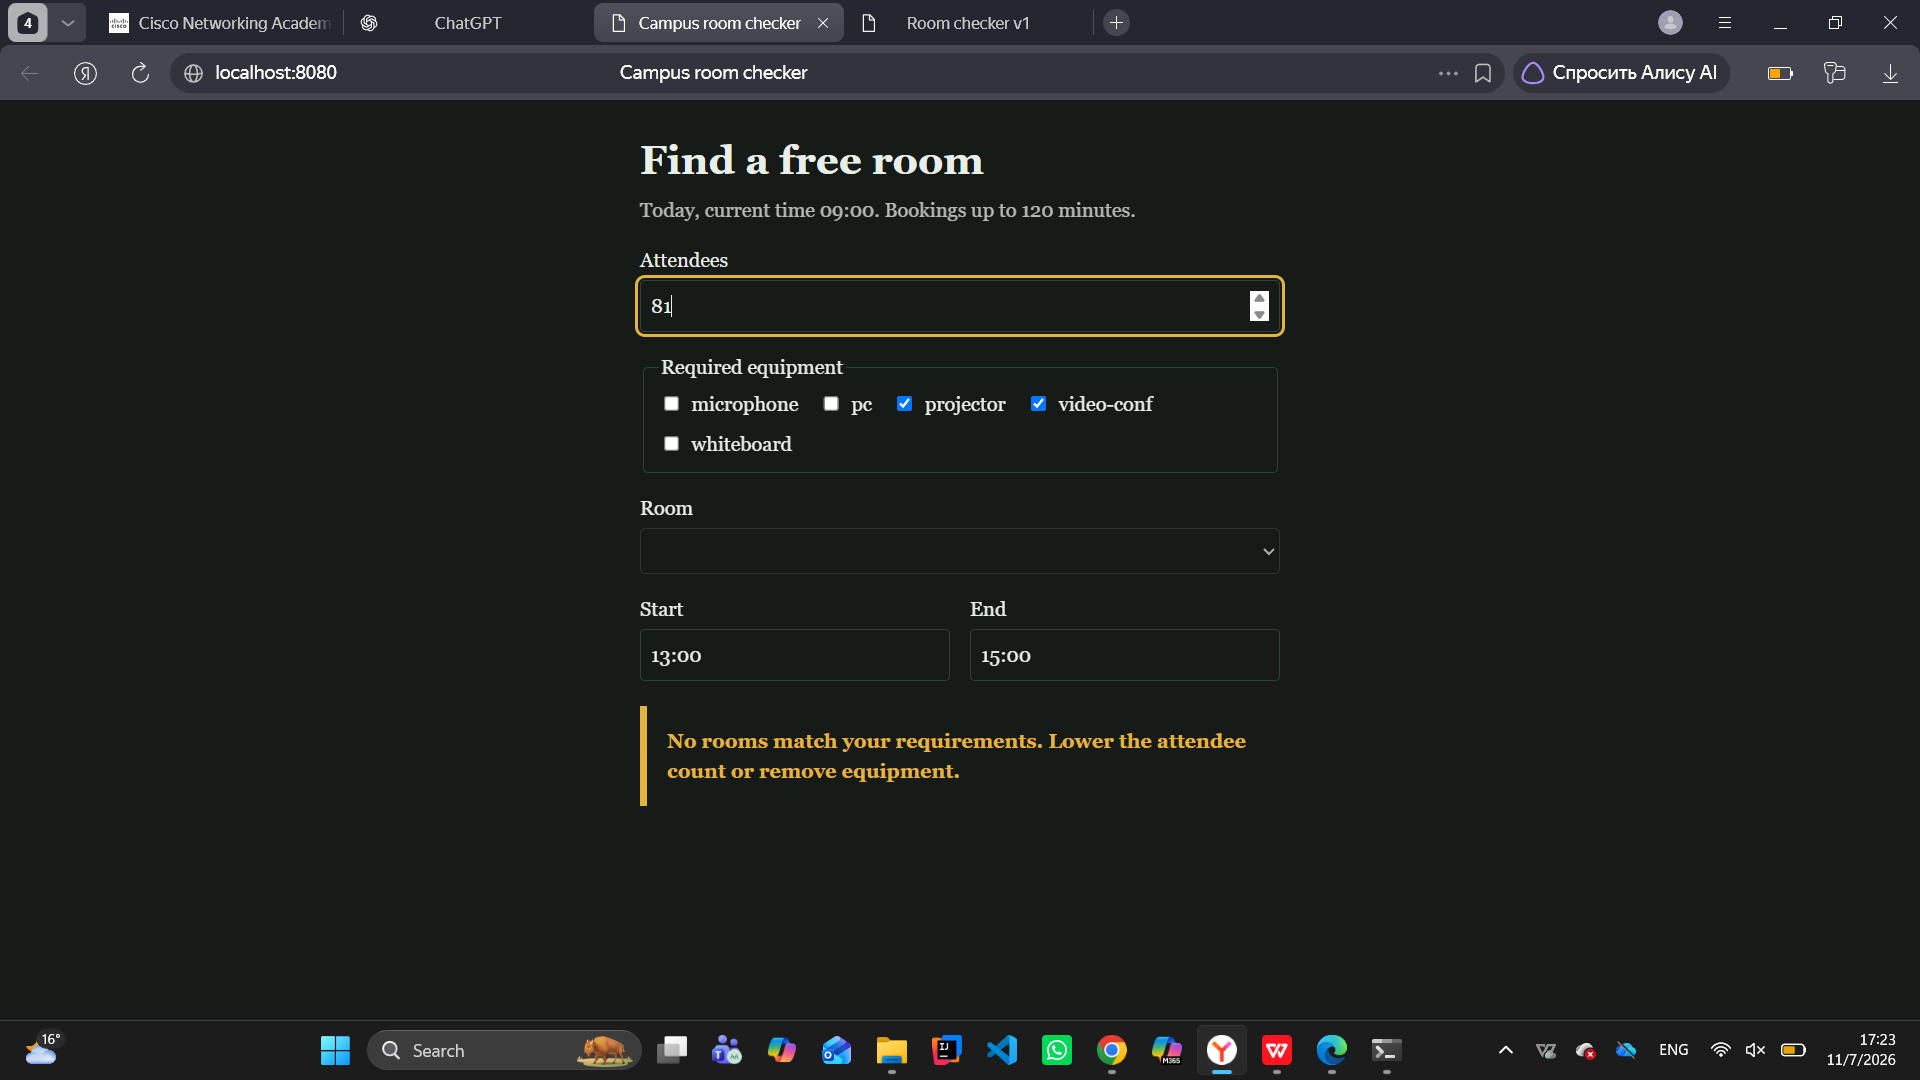 4
Cisco Networking Academ
ChatGPT
Campus room checker
Room checker v1
Я
localhost:8080
Campus room checker
Спросить Алису AI
Find a free room
Today, current time 09:00. Bookings up to 120 minutes.
Attendees
81
Required equipment
microphone
pc
projector
video-conf
whiteboard
Room
Start
End
13:00
15:00
No rooms match your requirements. Lower the attendee
count or remove equipment.
16°
Search
M365
ENG
17:23
11/7/2026